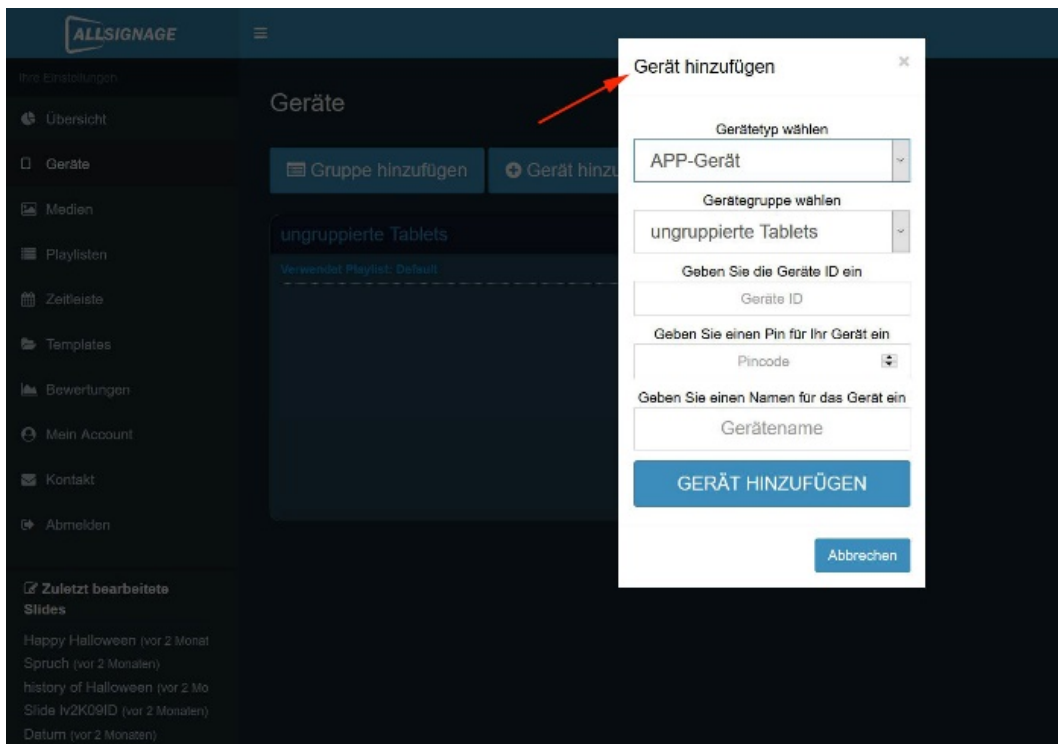 ALLSIGNAGE
Ihre Einstellungen
Übersicht
Geräte
Medien
Playlisten
Zeitleiste
Templates
Bewertungen
Mein Account
Kontakt
Abmelden
Zuletzt bearbeitete
Slides
Happy Halloween (vor 2 Monat
Spruch (vor 2 Monaten)
history of Halloween (vor 2 Mo
Slide Iv2K09ID (vor 2 Monaten)
Datum (vor 2 Monaten)
Geräte
Gruppe hinzufügen
Gerät hinzu
ungruppierte Tablets
Verwendet Playlist: Default
Gerät hinzufügen
×
Gerätetyp wählen
APP-Gerät
Gerätegruppe wählen
ungruppierte Tablets
Geben Sie die Geräte ID ein
Geräte ID
Geben Sie einen Pin für Ihr Gerät ein
Pincode
Geben Sie einen Namen für das Gerät ein
Gerätename
GERÄT HINZUFÜGEN
Abbrechen